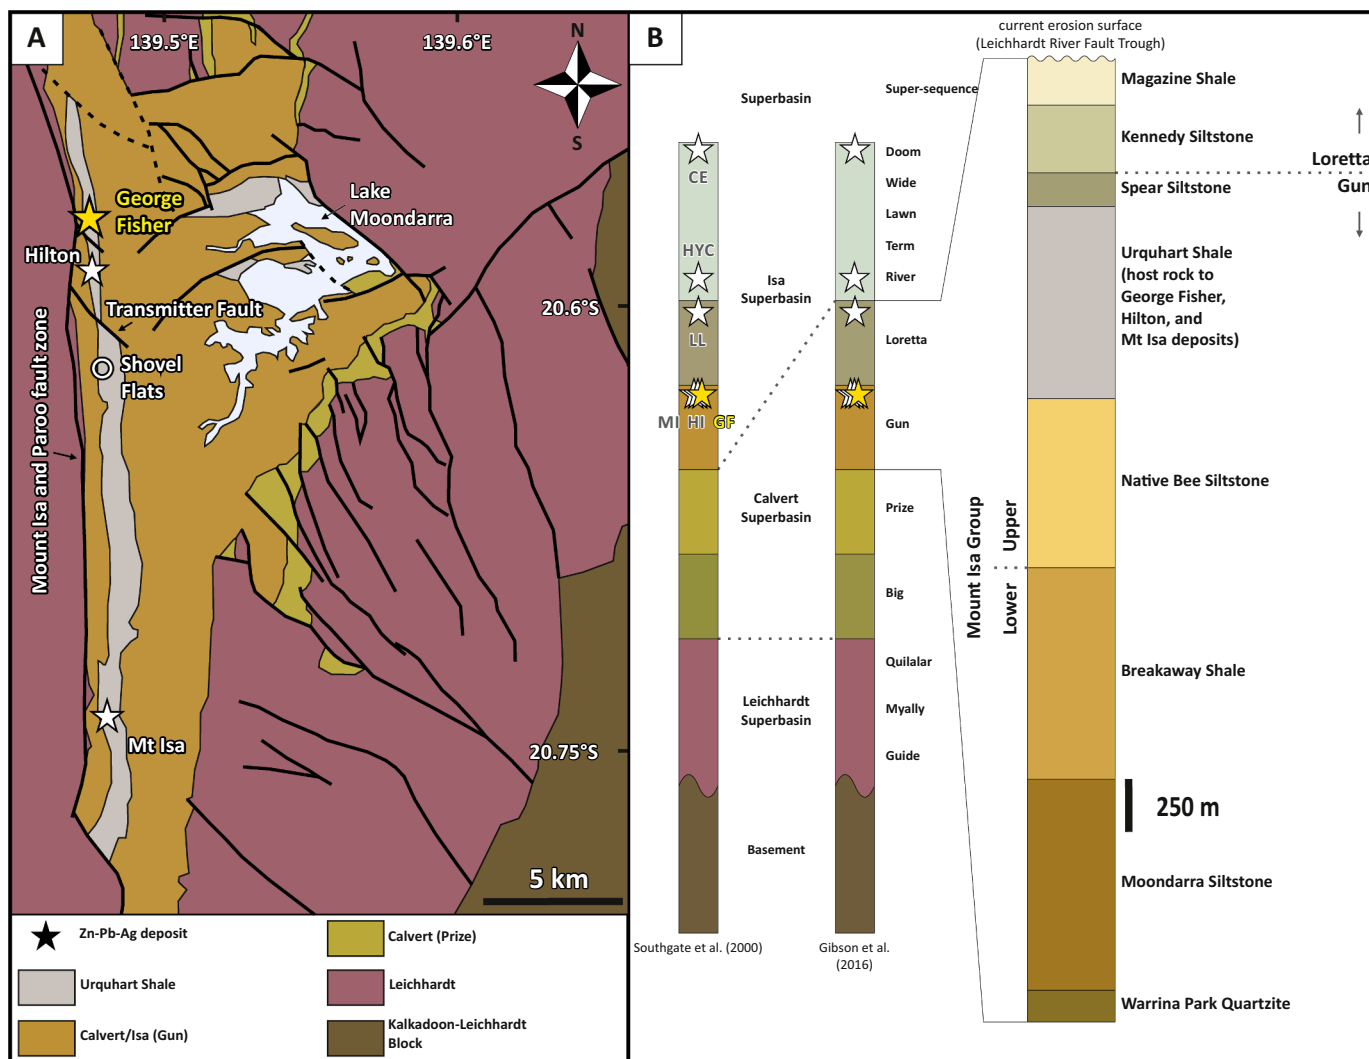 A
139.5°E
139.6°E
N
S
George
Fisher
Lake
Moondarra
Hilton
Transmitter Fault
20.6°S
Shovel
Flats
Mount Isa and Paroo fault zone
Mt Isa
20.75°S
5 km
Zn-Pb-Ag deposit
Urquhart Shale
Calvert/Isa (Gun)
Calvert (Prize)
Leichhardt
Kalkadoon-Leichhardt
Block
B
Superbasin
Super-sequence
CE
HYC
LL
MI HI GF
Isa
Superbasin
Calvert
Superbasin
Leichhardt
Superbasin
Basement
Doom
Wide
Lawn
Term
River
Loretta
Gun
Prize
Big
Quilalar
Myally
Guide
Southgate et al. (2000)
Gibson et al.
(2016)
current erosion surface
(Leichhardt River Fault Trough)
Magazine Shale
Kennedy Siltstone
Loretta
Gun
Spear Siltstone
Urquhart Shale
(host rock to
George Fisher,
Hilton, and
Mt Isa deposits)
Native Bee Siltstone
Mount Isa Group
Upper
Lower
Breakaway Shale
250 m
Moondarra Siltstone
Warrina Park Quartzite